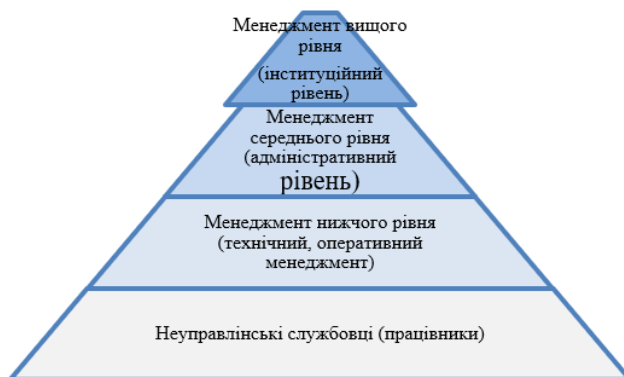 Менеджмент вищого
рівня
(інституційний
рівень)
Менеджмент
середнього рівня
(адміністративний
рівень)
Менеджмент нижчого рівня
(технічний, оперативний
менеджмент)
Неуправлінські службовці (працівники)